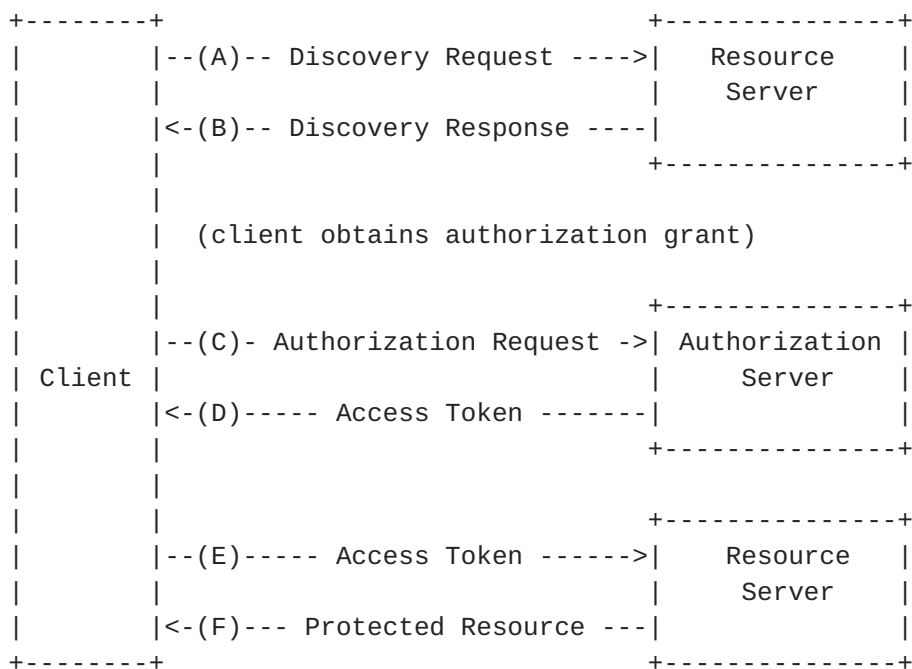 +--------+                               +---------------+
|        |--(A)-- Discovery Request ---->|   Resource    |
|        |                               |    Server     |
|        |<-(B)-- Discovery Response ----|               |
|        |                               +---------------+
|        |
|        |  (client obtains authorization grant)
|        |
|        |                               +---------------+
|        |--(C)- Authorization Request ->| Authorization |
| Client |                               |     Server    |
|        |<-(D)----- Access Token -------|               |
|        |                               +---------------+
|        |
|        |                               +---------------+
|        |--(E)----- Access Token ------>|    Resource   |
|        |                               |     Server    |
|        |<-(F)--- Protected Resource ---|               |
+--------+                               +---------------+